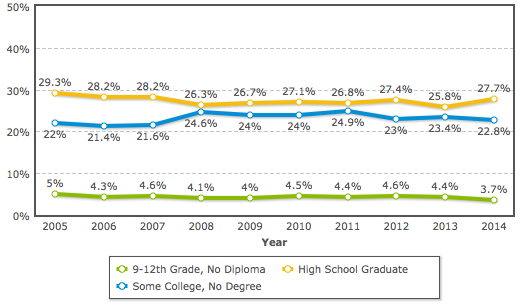 50%
40%
30%
20%
10%
0%
29.3% 28.2% 28.2% 26.3% 26.7% 27.1% 26.8% 27.4% 25.8% 27.7%
22% 21.4% 21.6% 24.6% 24% 24% 24.9% 23% 23.4% 22.8%
5% 4.3% 4.6% 4.1% 4% 4.5% 4.4% 4.6% 4.4% 3.7%
2005 2006 2007 2008 2009 2010 2011 2012 2013 2014
Year
9-12th Grade, No Diploma High School Graduate
Some College, No Degree